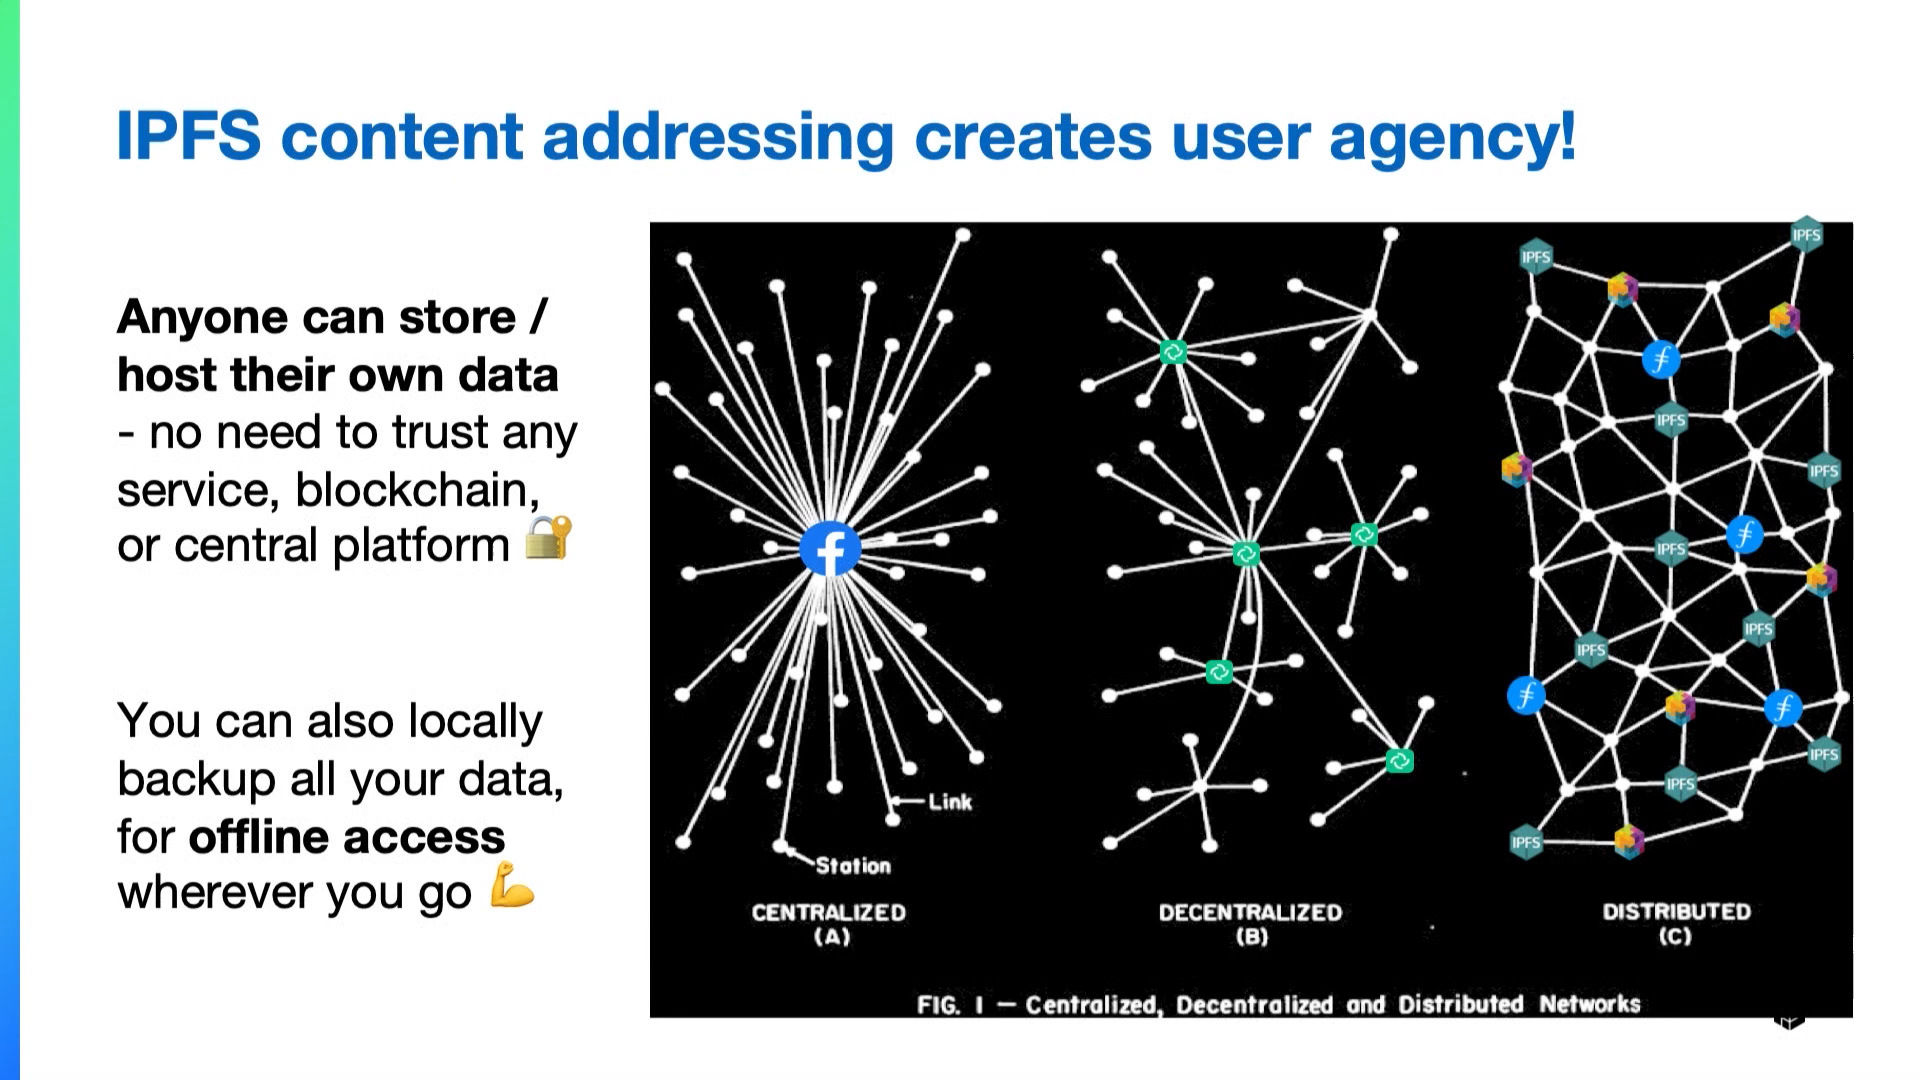 IPFS content addressing creates user agency!
Anyone can store /
host their own data
- no need to trust any
service, blockchain,
or central platform 🔐
You can also locally
backup all your data,
for offline access
wherever you go 💪
Link
Station
CENTRALIZED
(A)
DECENTRALIZED
(B)
IPFS
IPFS
IPFS
IPFS
IPFS
IPFS
IPFS
IPFS
IPFS
IPFS
DISTRIBUTED
(C)
FIG. I — Centralized, Decentralized and Distributed Networks